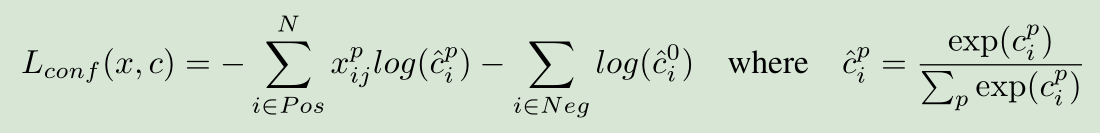 L_{conf}(x, c) = - \sum_{i \in Pos}^{N} x_{ij}^{p} log(\hat{c}_{i}^{p}) - \sum_{i \in Neg} log(\hat{c}_{i}^{0}) where \hat{c}_{i}^{p} = \frac{\exp(c_{i}^{p})}{\sum_{p} \exp(c_{i}^{p})}